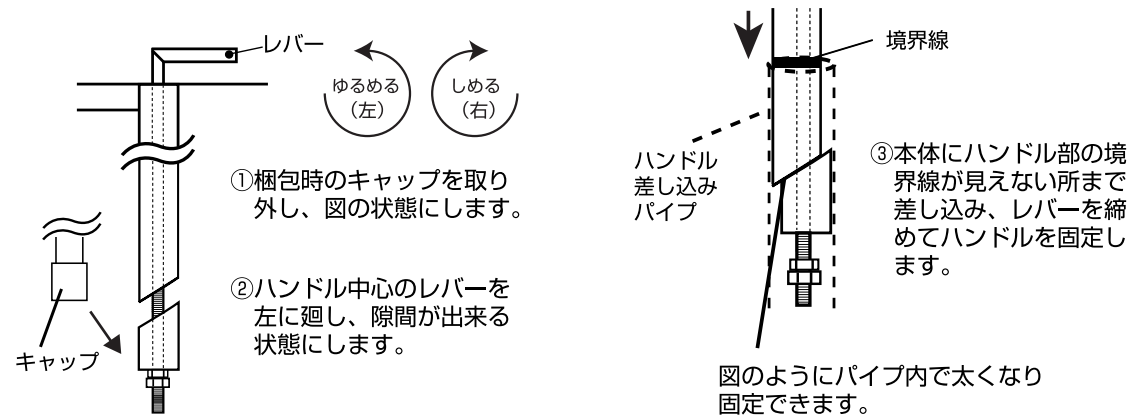 レバー
ゆるめる
（左）
しめる
（右）
①梱包時のキャップを取り
外し、図の状態にします。
②ハンドル中心のレバーを
左に廻し、隙間が出来る
状態にします。
キャップ
境界線
ハンドル
差し込み
パイプ
③本体にハンドル部の境
界線が見えない所まで
差し込み、レバーを締
めてハンドルを固定し
ます。
図のようにパイプ内で太くなり
固定できます。